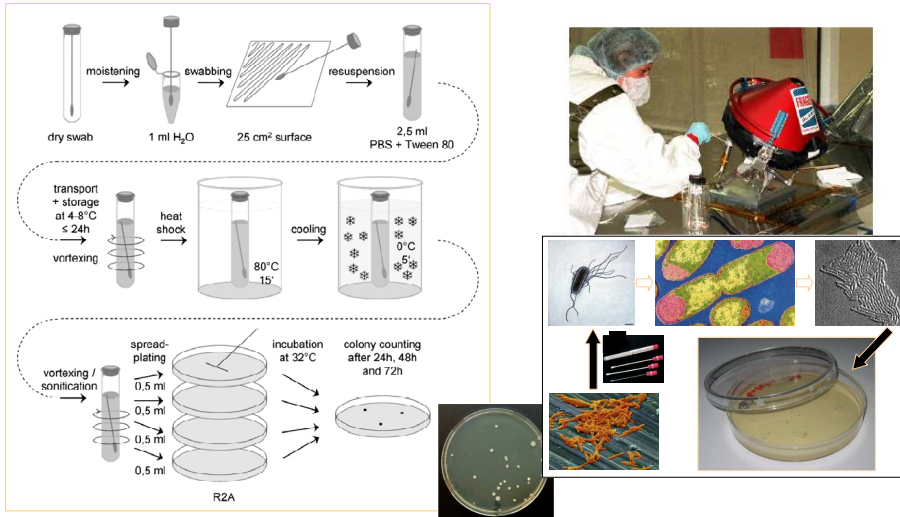 moistening
swabbing
resuspension
dry swab
1 ml H₂O
25 cm² surface
2,5 ml
PBS + Tween 80
transport
+ storage
at 4-8°C
≤ 24h
vortexing
heat
shock
80°C
15'
cooling
0°C
5'
vortexing /
sonification
spread-
plating
0,5 ml
0,5 ml
0,5 ml
0,5 ml
R2A
incubation
at 32°C
colony counting
after 24h, 48h
and 72h
FRAGILE